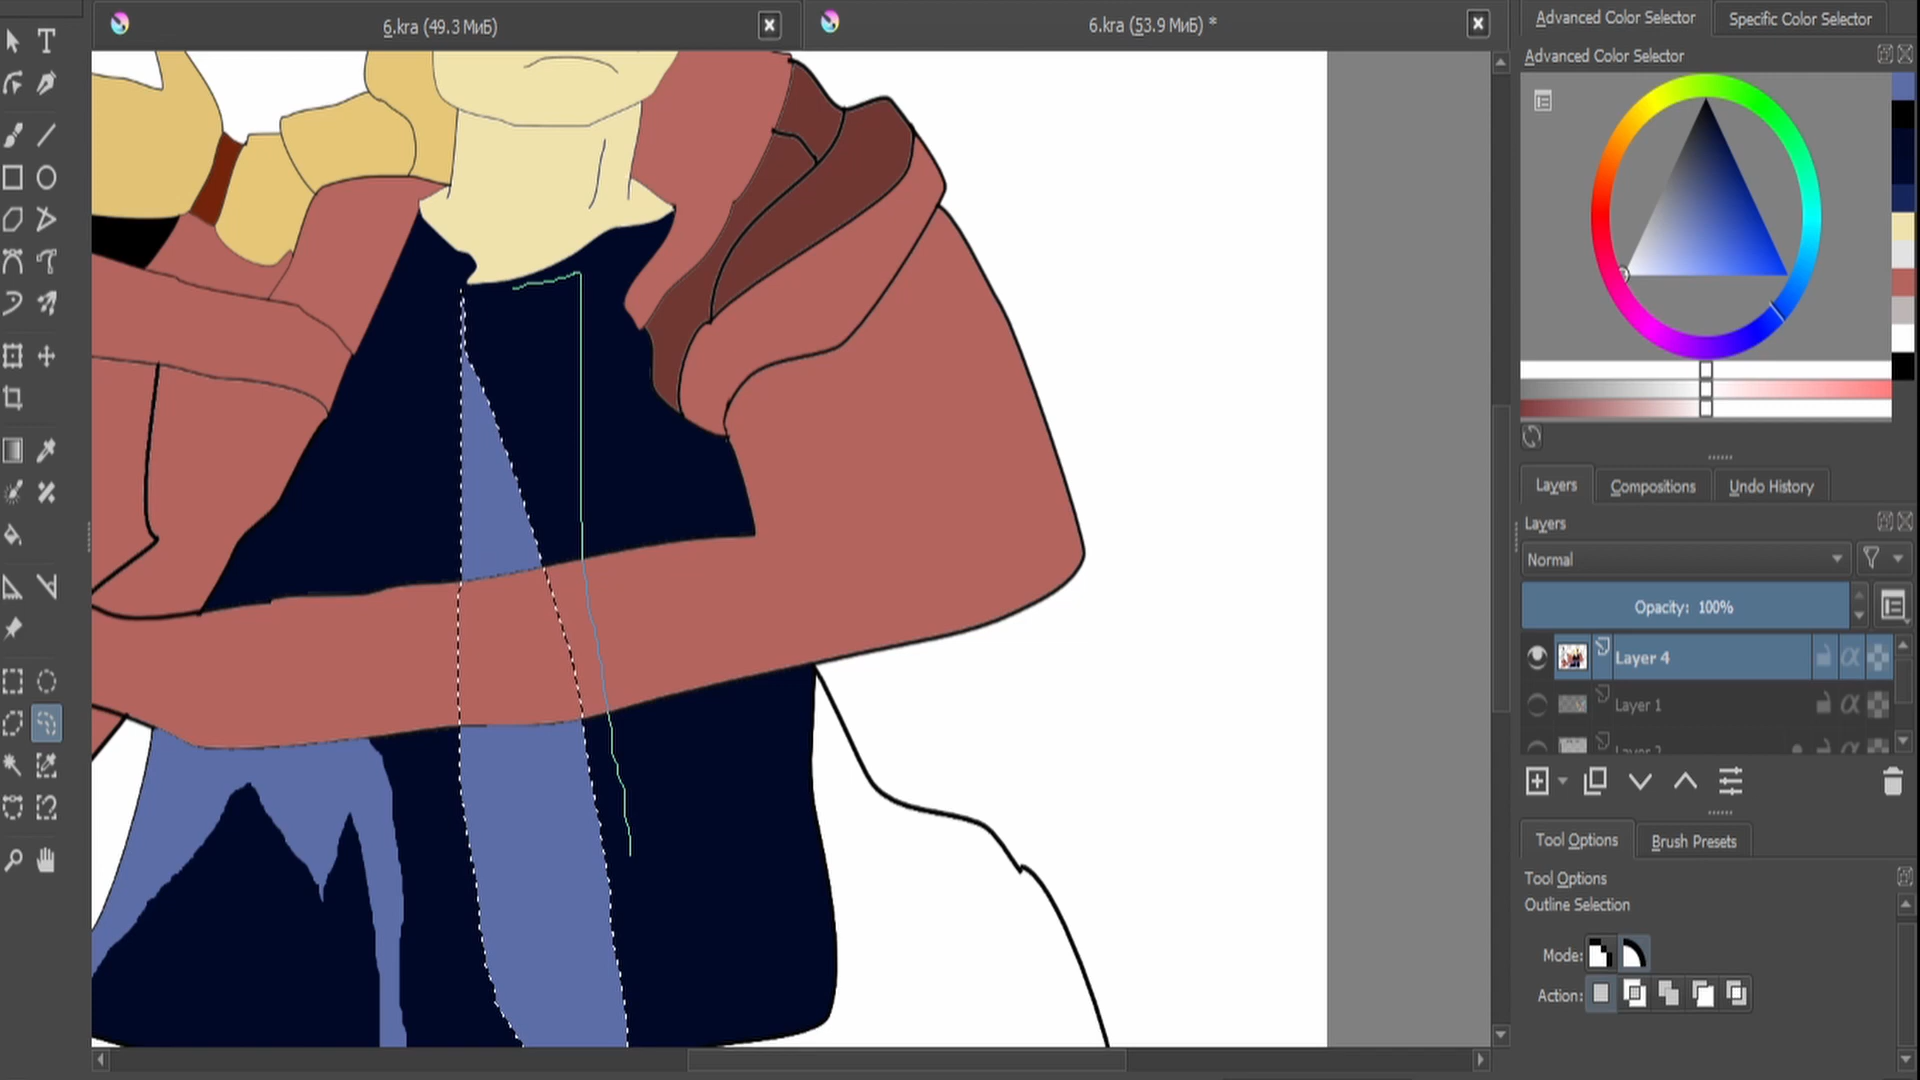 6.kra (49.3 МиБ)
6.kra (53.9 МиБ) *
Advanced Color Selector
Specific Color Selector
Advanced Color Selector
Layers
Compositions
Undo History
Layers
Normal
Opacity: 100%
Layer 4
Layer 1
Tool Options
Brush Presets
Tool Options
Outline Selection
Mode:
Action: